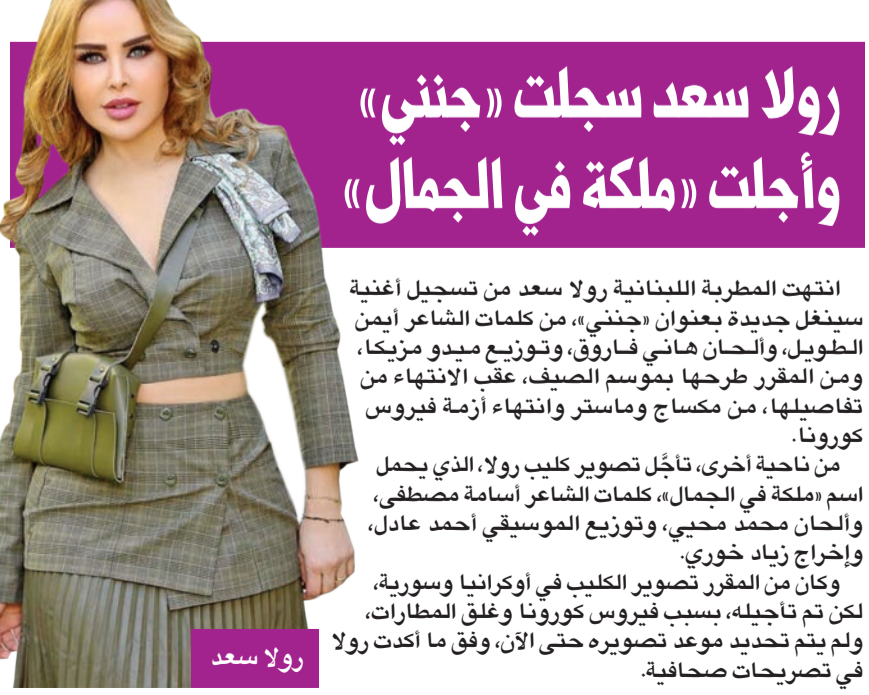 رولا سعد سجلت «جنني»
وأجلت «ملكة في الجمال»
انتهت المطربة اللبنانية رولا سعد من تسجيل أغنية
سينغل جديدة بعنوان «جنني»، من كلمات الشاعر أيمن
الطويل، وألحان هاني فاروق، وتوزيع ميدو مزيكا،
ومن المقرر طرحها بموسم الصيف، عقب الانتهاء من
تفاصيلها، من مكساج وماستر وانتهاء أزمة فيروس
كورونا.
من ناحية أخرى، تأجَّل تصوير كليب رولا، الذي يحمل
اسم «ملكة في الجمال»، كلمات الشاعر أسامة مصطفى،
وألحان محمد محيي، وتوزيع الموسيقي أحمد عادل،
وإخراج زياد خوري.
وكان من المقرر تصوير الكليب في أوكرانيا وسورية،
لكن تم تأجيله، بسبب فيروس كورونا وغلق المطارات،
ولم يتم تحديد موعد تصويره حتى الآن، وفق ما أكدت رولا
في تصريحات صحافية.
رولا سعد